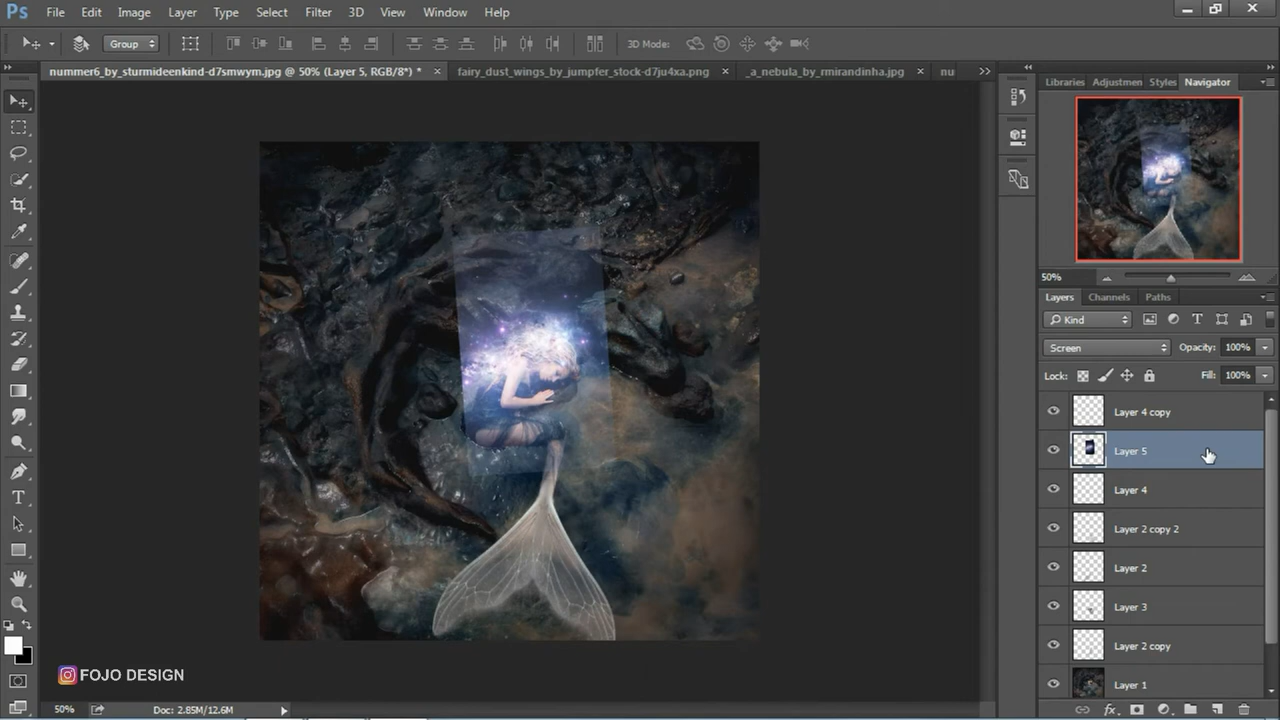 Ps File Edit Image Layer Type Select Filter 3D View Window Help
Group 3D Mode:
nummer6_by_sturmideenkind-d7smwym.jpg @ 50% (Layer 5, RGB/8*) * × fairy_dust_wings_by_jumpfer_stock-d7ju4xa.png × _a_nebula_by_rmirandinha.jpg × nu
Libraries Adjustmen Styles Navigator
50%
Layers Channels Paths
Kind
Screen Opacity: 100%
Lock: Fill: 100%
Layer 4 copy
Layer 5
Layer 4
Layer 2 copy 2
Layer 2
Layer 3
Layer 2 copy
Layer 1
FOJO DESIGN
50% Doc: 2.85M/12.6M